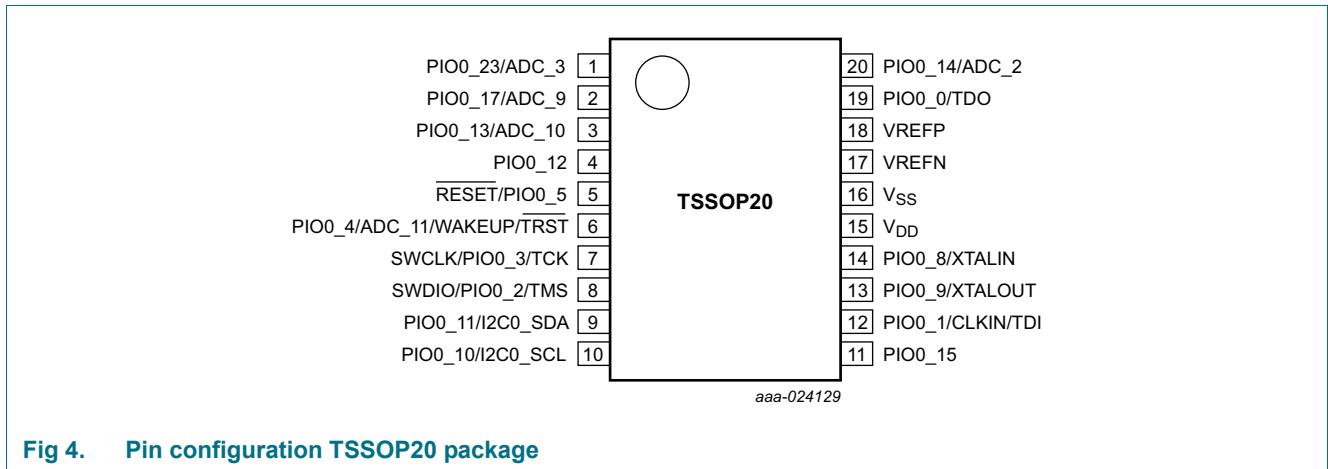 PIO0_23/ADC_3 1
PIO0_17/ADC_9 2
PIO0_13/ADC_10 3
PIO0_12 4
RESET/PIO0_5 5
PIO0_4/ADC_11/WAKEUP/TRST 6
SWCLK/PIO0_3/TCK 7
SWDIO/PIO0_2/TMS 8
PIO0_11/I2C0_SDA 9
PIO0_10/I2C0_SCL 10
TSSOP20
20 PIO0_14/ADC_2
19 PIO0_0/TDO
18 VREFP
17 VREFN
16 VSS
15 VDD
14 PIO0_8/XTALIN
13 PIO0_9/XTALOUT
12 PIO0_1/CLKIN/TDI
11 PIO0_15
aaa-024129
Fig 4. Pin configuration TSSOP20 package